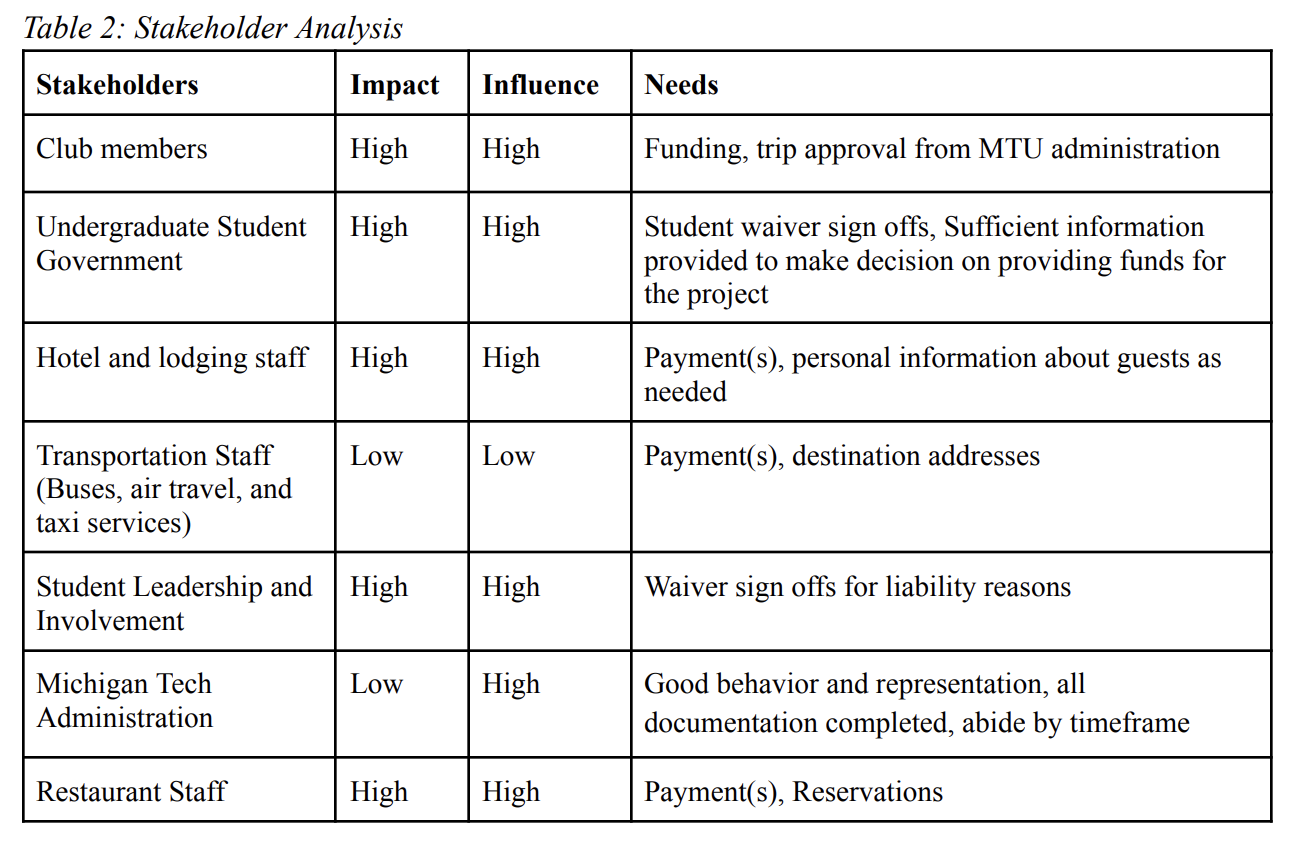 Table 2: Stakeholder Analysis
Stakeholders Impact Influence Needs
Club members High High Funding, trip approval from MTU administration
Undergraduate Student High High Student waiver sign offs, Sufficient information
Government provided to make decision on providing funds for
the project
Hotel and lodging staff High High Payment(s), personal information about guests as
needed
Transportation Staff Low Low Payment(s), destination addresses
(Buses, air travel, and
taxi services)
Student Leadership and High High Waiver sign offs for liability reasons
Involvement
Michigan Tech Low High Good behavior and representation, all
Administration documentation completed, abide by timeframe
Restaurant Staff High High Payment(s), Reservations